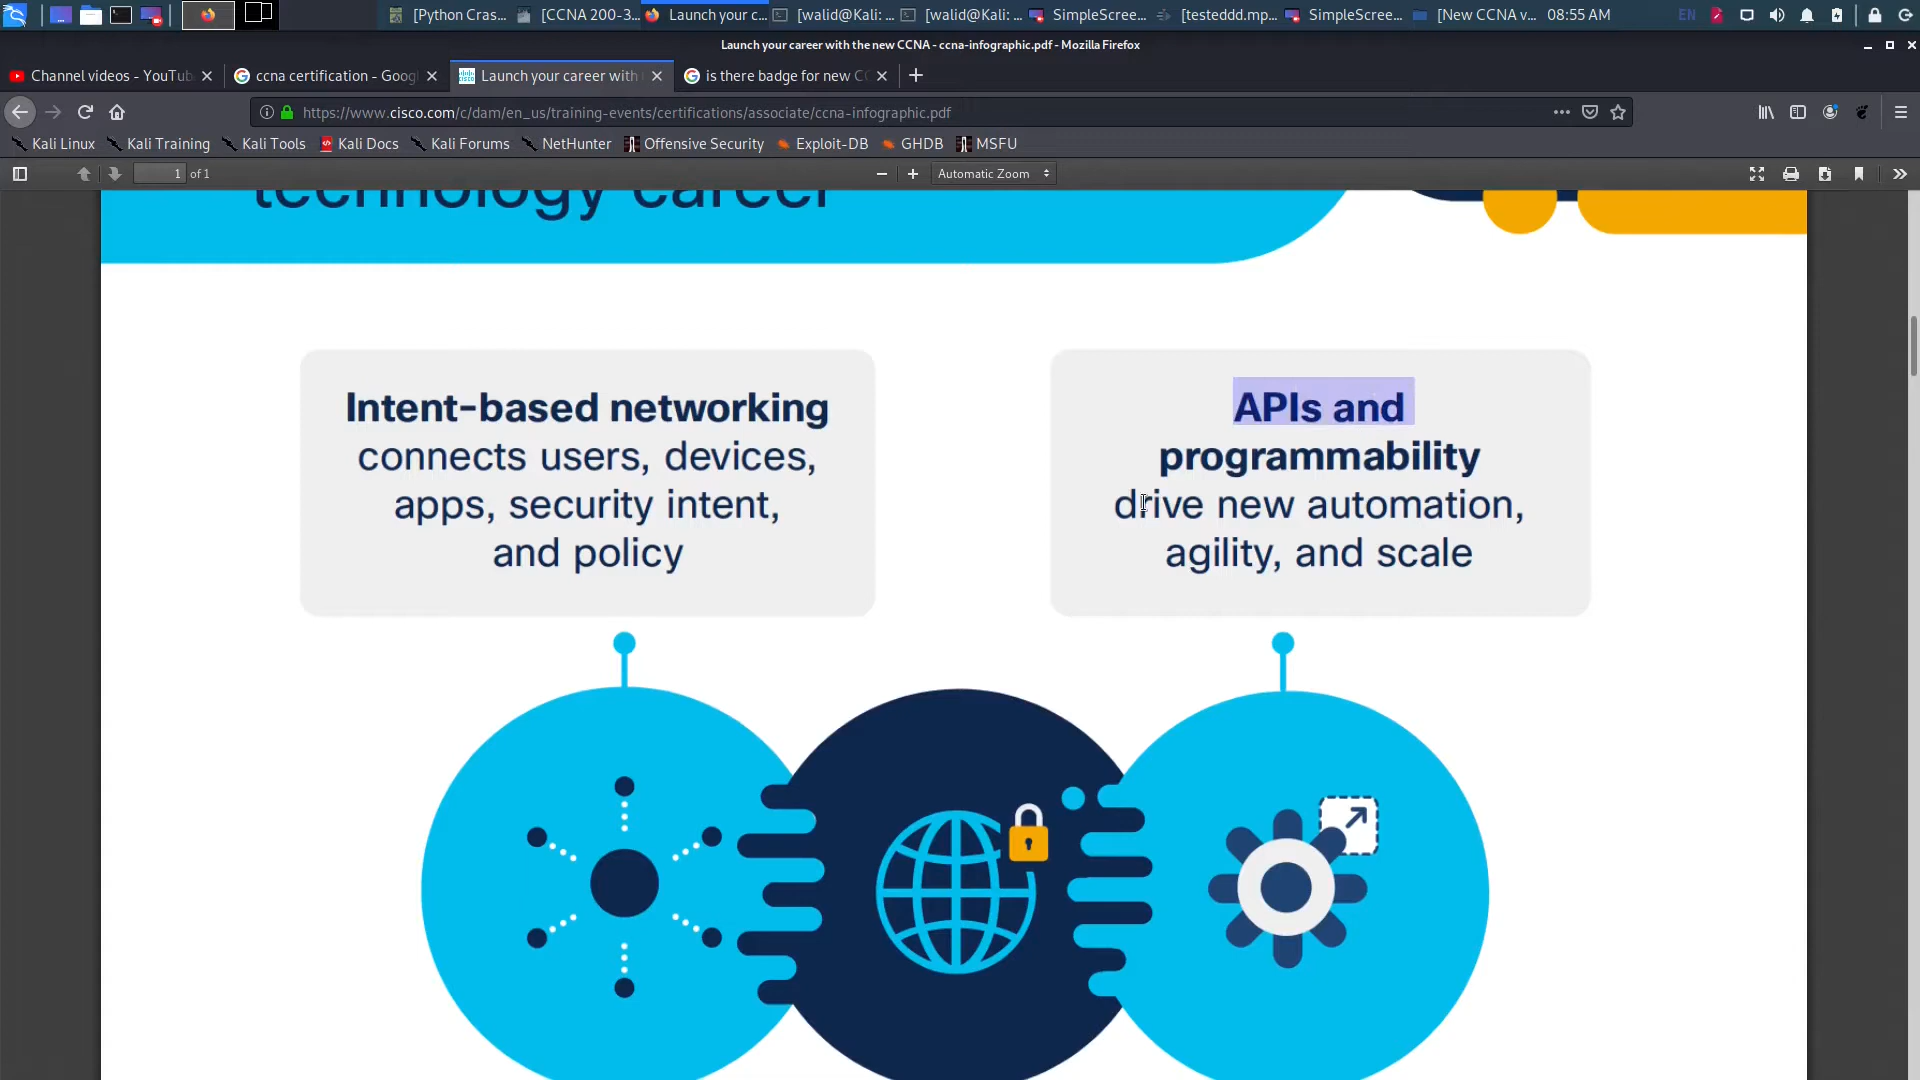 [Python Cras... [CCNA 200-3... Launch your c... [walid@Kali: ... [walid@Kali: ... SimpleScree... [testeddd.mp... SimpleScree... [New CCNA v... EN 08:55 AM
Launch your career with the new CCNA - ccna-infographic.pdf - Mozilla Firefox
Channel videos - YouTub ccna certification - Goog Launch your career with is there badge for new C
https://www.cisco.com/c/dam/en_us/training-events/certifications/associate/ccna-infographic.pdf
Kali Linux Kali Training Kali Tools Kali Docs Kali Forums NetHunter Offensive Security Exploit-DB GHDB MSFU
1 of 1 Automatic Zoom
technology career
Intent-based networking
connects users, devices,
apps, security intent,
and policy
APIs and
programmability
drive new automation,
agility, and scale